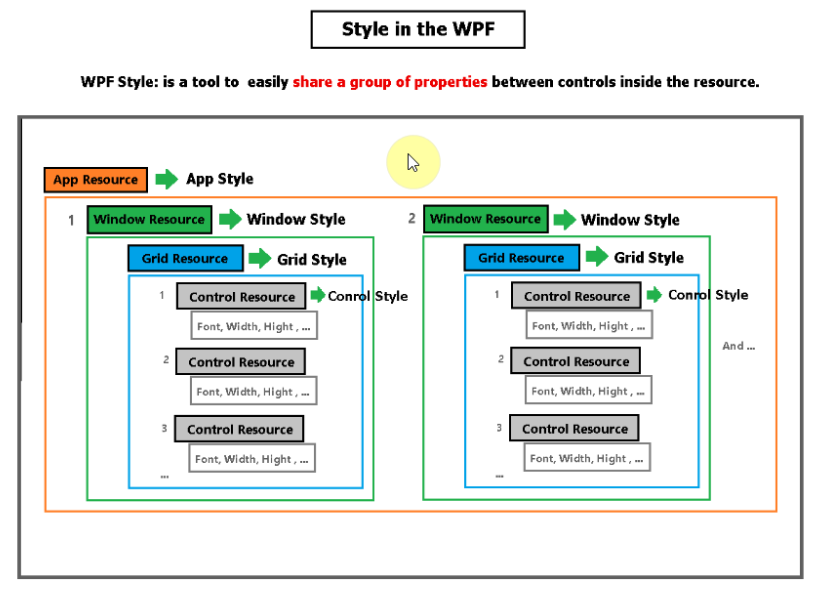 Style in the WPF
WPF Style: is a tool to easily share a group of properties between controls inside the resource.
App Resource App Style
1 Window Resource Window Style
Grid Resource Grid Style
1 Control Resource Conrol Style
Font, Width, Hight , ...
2 Control Resource
Font, Width, Hight , ...
3 Control Resource
Font, Width, Hight , ...
...
2 Window Resource Window Style
Grid Resource Grid Style
1 Control Resource Conrol Style
Font, Width, Hight , ...
2 Control Resource
Font, Width, Hight , ...
3 Control Resource
Font, Width, Hight , ...
...
And ...